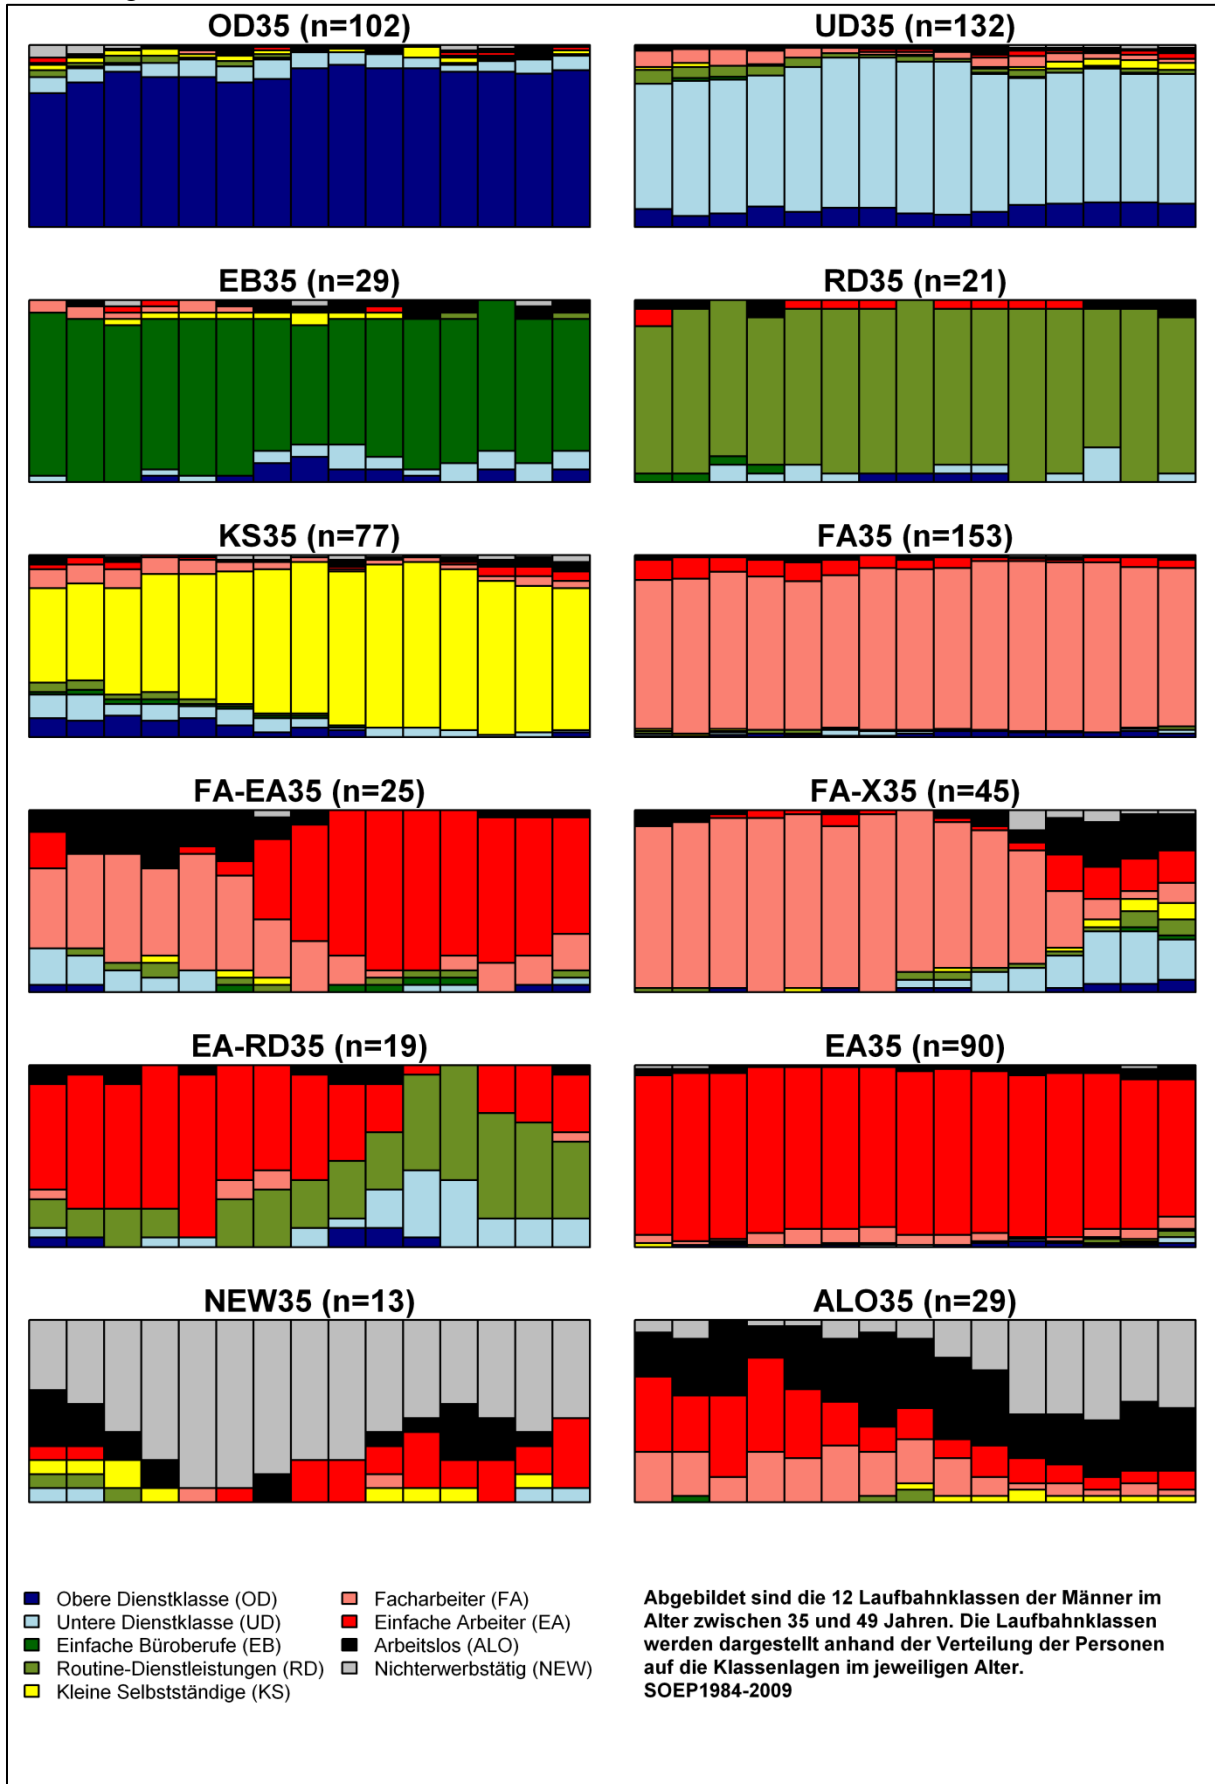 OD35 (n=102)
UD35 (n=132)
EB35 (n=29)
RD35 (n=21)
KS35 (n=77)
FA35 (n=153)
FA-EA35 (n=25)
FA-X35 (n=45)
EA-RD35 (n=19)
EA35 (n=90)
NEW35 (n=13)
ALO35 (n=29)
Obere Dienstklasse (OD)
Untere Dienstklasse (UD)
Einfache Büroberufe (EB)
Routine-Dienstleistungen (RD)
Kleine Selbstständige (KS)
Facharbeiter (FA)
Einfache Arbeiter (EA)
Arbeitslos (ALO)
Nichterwerbstätig (NEW)
Abgebildet sind die 12 Laufbahnklassen der Männer im
Alter zwischen 35 und 49 Jahren. Die Laufbahnklassen
werden dargestellt anhand der Verteilung der Personen
auf die Klassenlagen im jeweiligen Alter.
SOEP1984-2009